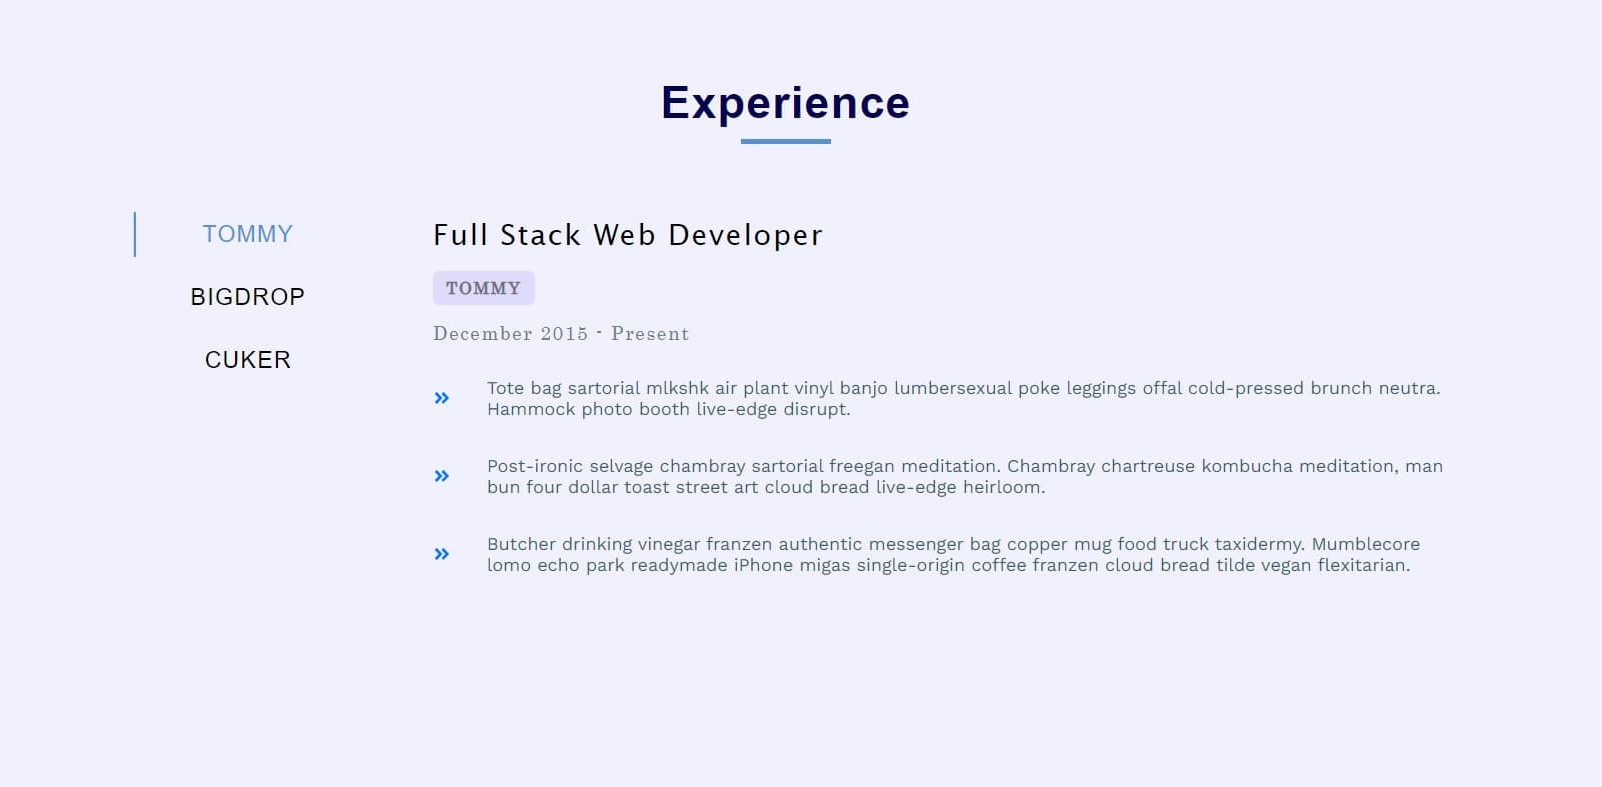 Experience
TOMMY
BIGDROP
CUKER
Full Stack Web Developer
TOMMY
December 2015 - Present
Tote bag sartorial mlkshk air plant vinyl banjo lumbersexual poke leggings offal cold-pressed brunch neutra.
Hammock photo booth live-edge disrupt.
Post-ironic selvage chambray sartorial freegan meditation. Chambray chartreuse kombucha meditation, man
bun four dollar toast street art cloud bread live-edge heirloom.
Butcher drinking vinegar franzen authentic messenger bag copper mug food truck taxidermy. Mumblecore
lomo echo park readymade iPhone migas single-origin coffee franzen cloud bread tilde vegan flexitarian.